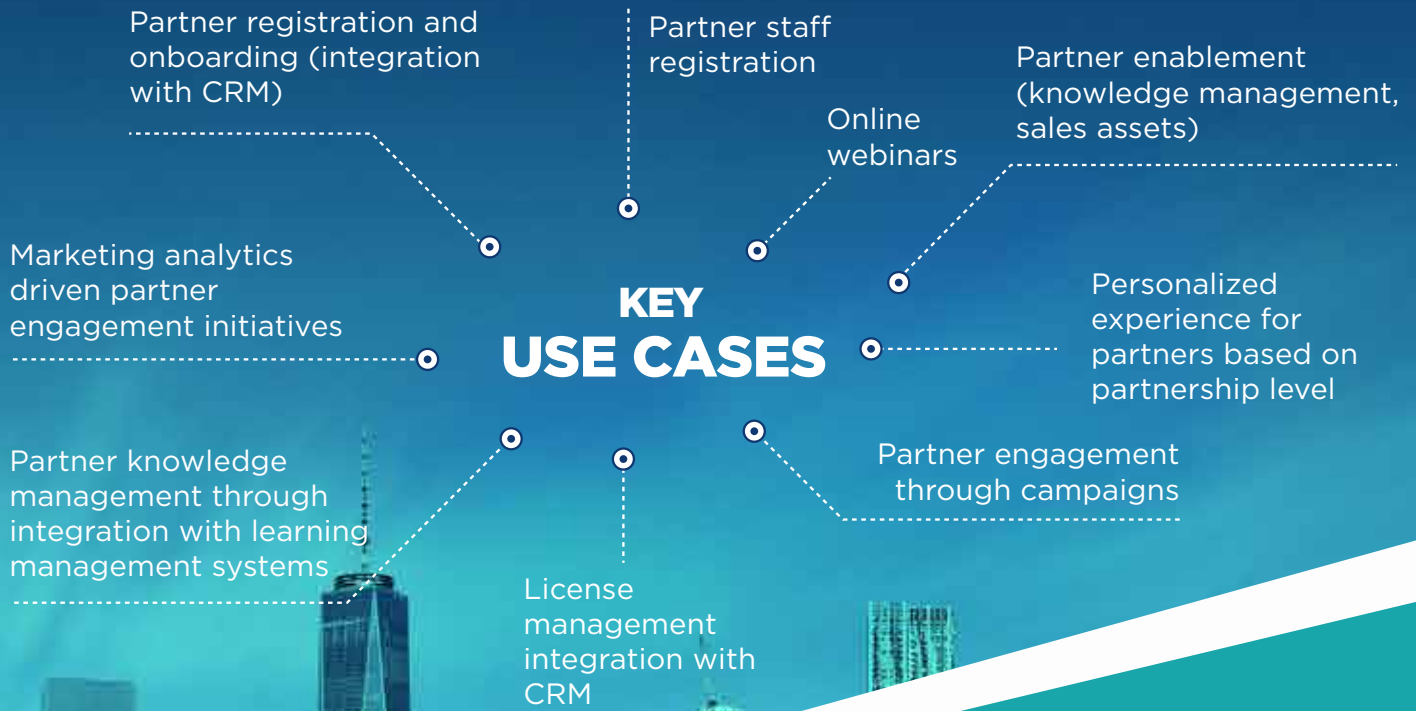 Partner registration and
onboarding (integration
with CRM)
Partner staff
registration
Online
webinars
Partner enablement
(knowledge management,
sales assets)
Marketing analytics
driven partner
engagement initiatives
KEY
USE CASES
Personalized
experience for
partners based on
partnership level
Partner knowledge
management through
integration with learning
management systems
License
management
integration with
CRM
Partner engagement
through campaigns